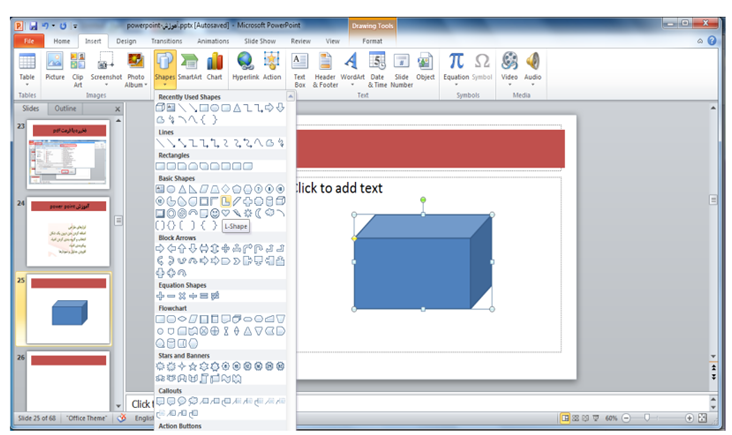 powerpoint-آموزش.pptx [Autosaved] - Microsoft PowerPoint
Drawing Tools
File Home Insert Design Transitions Animations Slide Show Review View Format
Table Picture Clip Art Screenshot Photo Album Shapes SmartArt Chart Hyperlink Action Text Box Header & Footer WordArt Date & Time Slide Number Object Equation Symbol Video Audio
Tables Images Text Symbols Media
Slides Outline
Recently Used Shapes
Lines
Rectangles
Basic Shapes
L-Shape
Block Arrows
Equation Shapes
Flowchart
Stars and Banners
Callouts
Action Buttons
23
24
آموزش power point
25
26
Click to add text
Click t
Slide 25 of 68 "Office Theme" English
60%